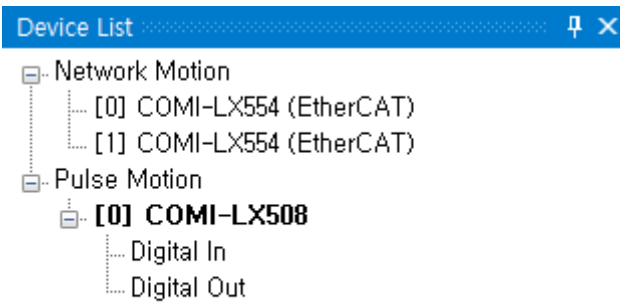 Device List
Network Motion
[0] COMI-LX554 (EtherCAT)
[1] COMI-LX554 (EtherCAT)
Pulse Motion
[0] COMI-LX508
Digital In
Digital Out